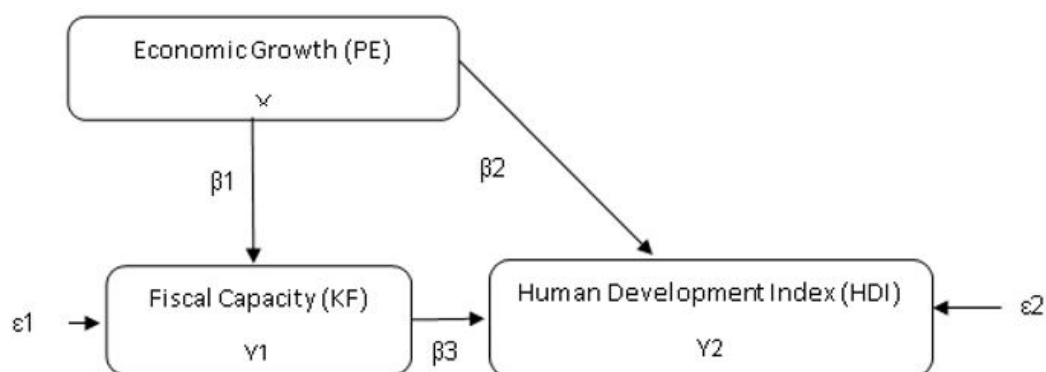 Economic Growth (PE)
X
β1
β2
Fiscal Capacity (KF)
Y1
Human Development Index (HDI)
Y2
ε1
β3
ε2